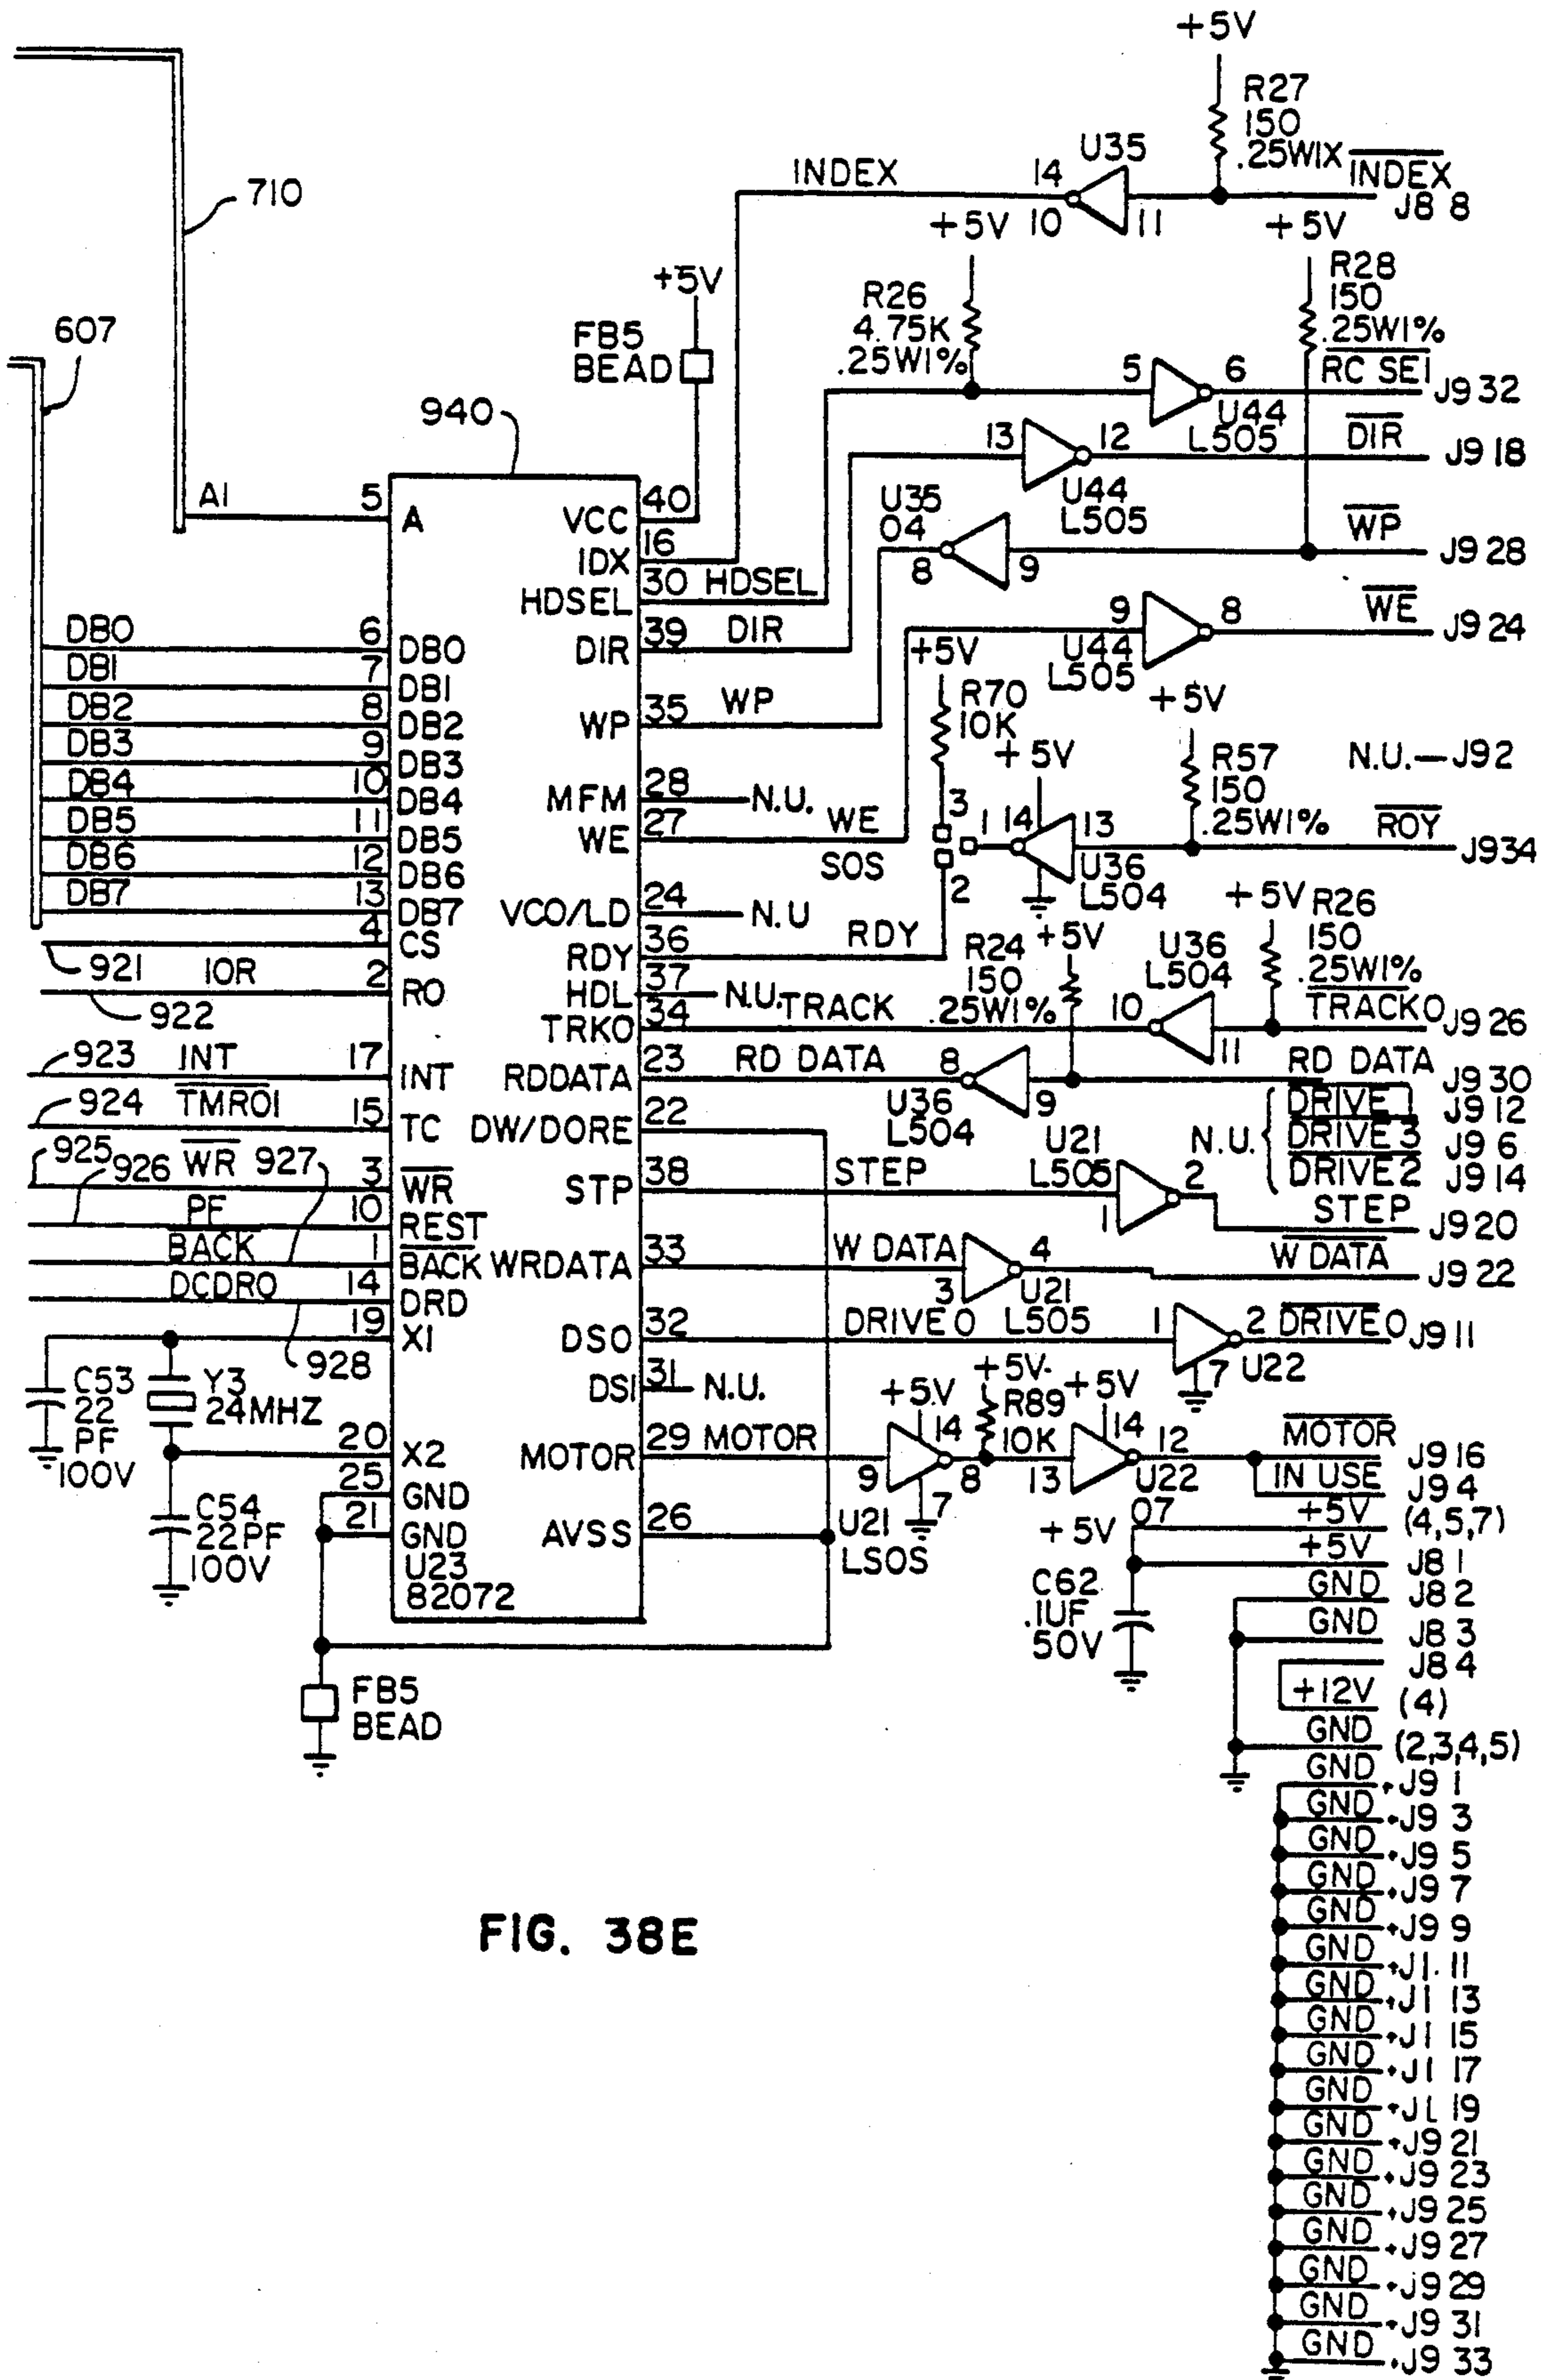 +5V
R27
150
.25W1X
INDEX
J8 8
U35
14
10
11
INDEX
710
607
+5V
R28
150
.25W1%
+5V
R26
4.75K
.25W1%
+5V
FB5
BEAD
940
5
6
U44
L505
RC SEI
J9 32
13
12
U44
L505
DIR
J9 18
U35
04
8
9
WP
J9 28
9
8
U44
L505
WE
J9 24
A1
5
A
VCC
40
IDX
16
HDSEL
30
HDSEL
DB0
6
DB0
DIR
39
DIR
DB1
7
DB1
DB2
8
DB2
WP
35
WP
DB3
9
DB3
DB4
10
DB4
MFM
28
N.U.
DB5
11
DB5
WE
27
WE
SOS
DB6
12
DB6
DB7
13
DB7
VCO/LD
24
N.U
+5V
R70
10K
3
1
2
+5V
14
13
U36
L504
+5V
R57
150
.25W1%
N.U.—J92
ROY
J934
4
CS
921
RDY
36
RDY
IOR
2
RO
922
HDL
37
N.U.
TRKO
34
TRACK
10
U36
L504
11
+5V
R26
150
.25W1%
TRACKO
J9 26
+5V
R24
150
.25W1%
923
INT
17
INT
RDDATA
23
RD DATA
8
9
U36
L504
RD DATA
J9 30
924
TMRO1
15
TC
DW/DORE
22
N.U.
DRIVE 1
J9 12
DRIVE 3
J9 6
DRIVE2
J9 14
925
926
WR
927
3
WR
STP
38
STEP
U21
L505
1
2
STEP
J9 20
PF
10
REST
BACK
1
BACK
WRDATA
33
W DATA
3
4
U21
L505
W DATA
J9 22
DCDRO
14
DRD
928
19
X1
DSO
32
DRIVE O
1
2
7
U22
DRIVE O
J9 11
C53
22
PF
100V
Y3
24MHZ
DSI
31
N.U.
20
X2
MOTOR
29
MOTOR
+5V
14
9
8
7
U21
LSOS
+5V
R89
10K
+5V
14
13
12
U22
07
MOTOR
J9 16
IN USE
J9 4
C54
22PF
100V
25
GND
21
GND
U23
82072
AVSS
26
+5V
C62
.1UF
50V
+5V
(4,5,7)
+5V
J8 1
GND
J8 2
GND
J8 3
J8 4
+12V
(4)
GND
(2,3,4,5)
FB5
BEAD
GND
J9 1
GND
J9 3
GND
J9 5
GND
J9 7
GND
J9 9
GND
J1 11
GND
J1 13
GND
J1 15
GND
J1 17
GND
J1 19
GND
J9 21
GND
J9 23
GND
J9 25
GND
J9 27
GND
J9 29
GND
J9 31
GND
J9 33
FIG. 38E